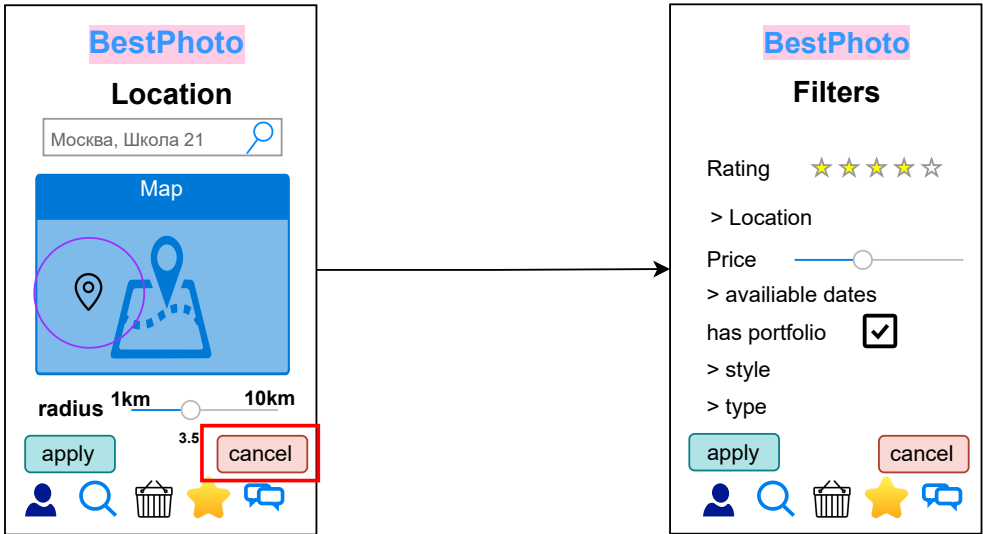 BestPhoto
Location
Москва, Школа 21
Map
radius 1km 10km
3.5
apply cancel
BestPhoto
Filters
Rating
> Location
Price
> availiable dates
has portfolio
> style
> type
apply cancel